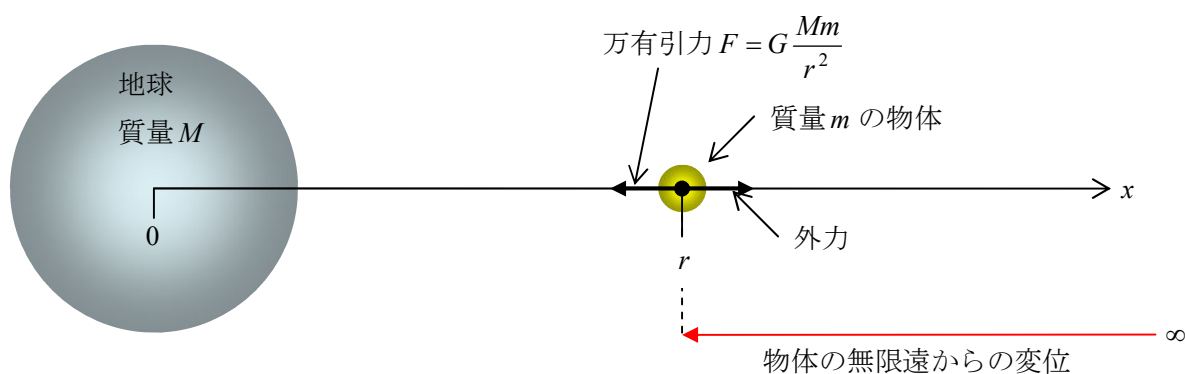 万有引力 F = G Mm/r²
地球
質量 M
質量 m の物体
x
0
外力
r
∞
物体の無限遠からの変位